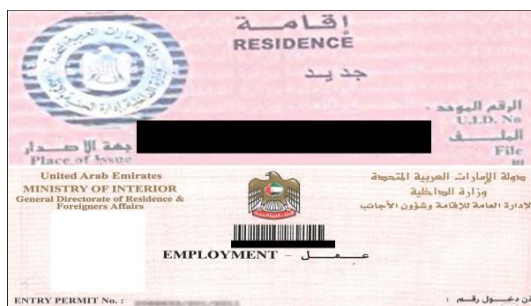 إقامة
RESIDENCE
جديد
الرقم الموحد
U.I.D. No
الملف
File
جهة الإصدار
Place of Issue
United Arab Emirates
MINISTRY OF INTERIOR
General Directorate of Residence &
Foreigners Affairs
دولة الإمارات العربية المتحدة
وزارة الداخلية
الإدارة العامة للإقامة وشؤون الأجانب
EMPLOYMENT - عمل
ENTRY PERMIT No. :
دخول رقم :